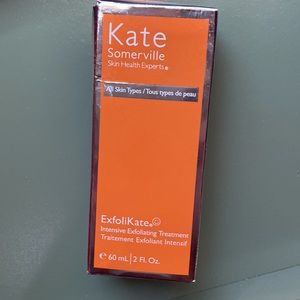 Kate
Somerville
Skin Health Experts®
All Skin Types / Tous types de peau
ExfoliKate®
Intensive Exfoliating Treatment
Traitement Exfoliant Intensif
℮ 60 mL | 2 Fl. Oz.